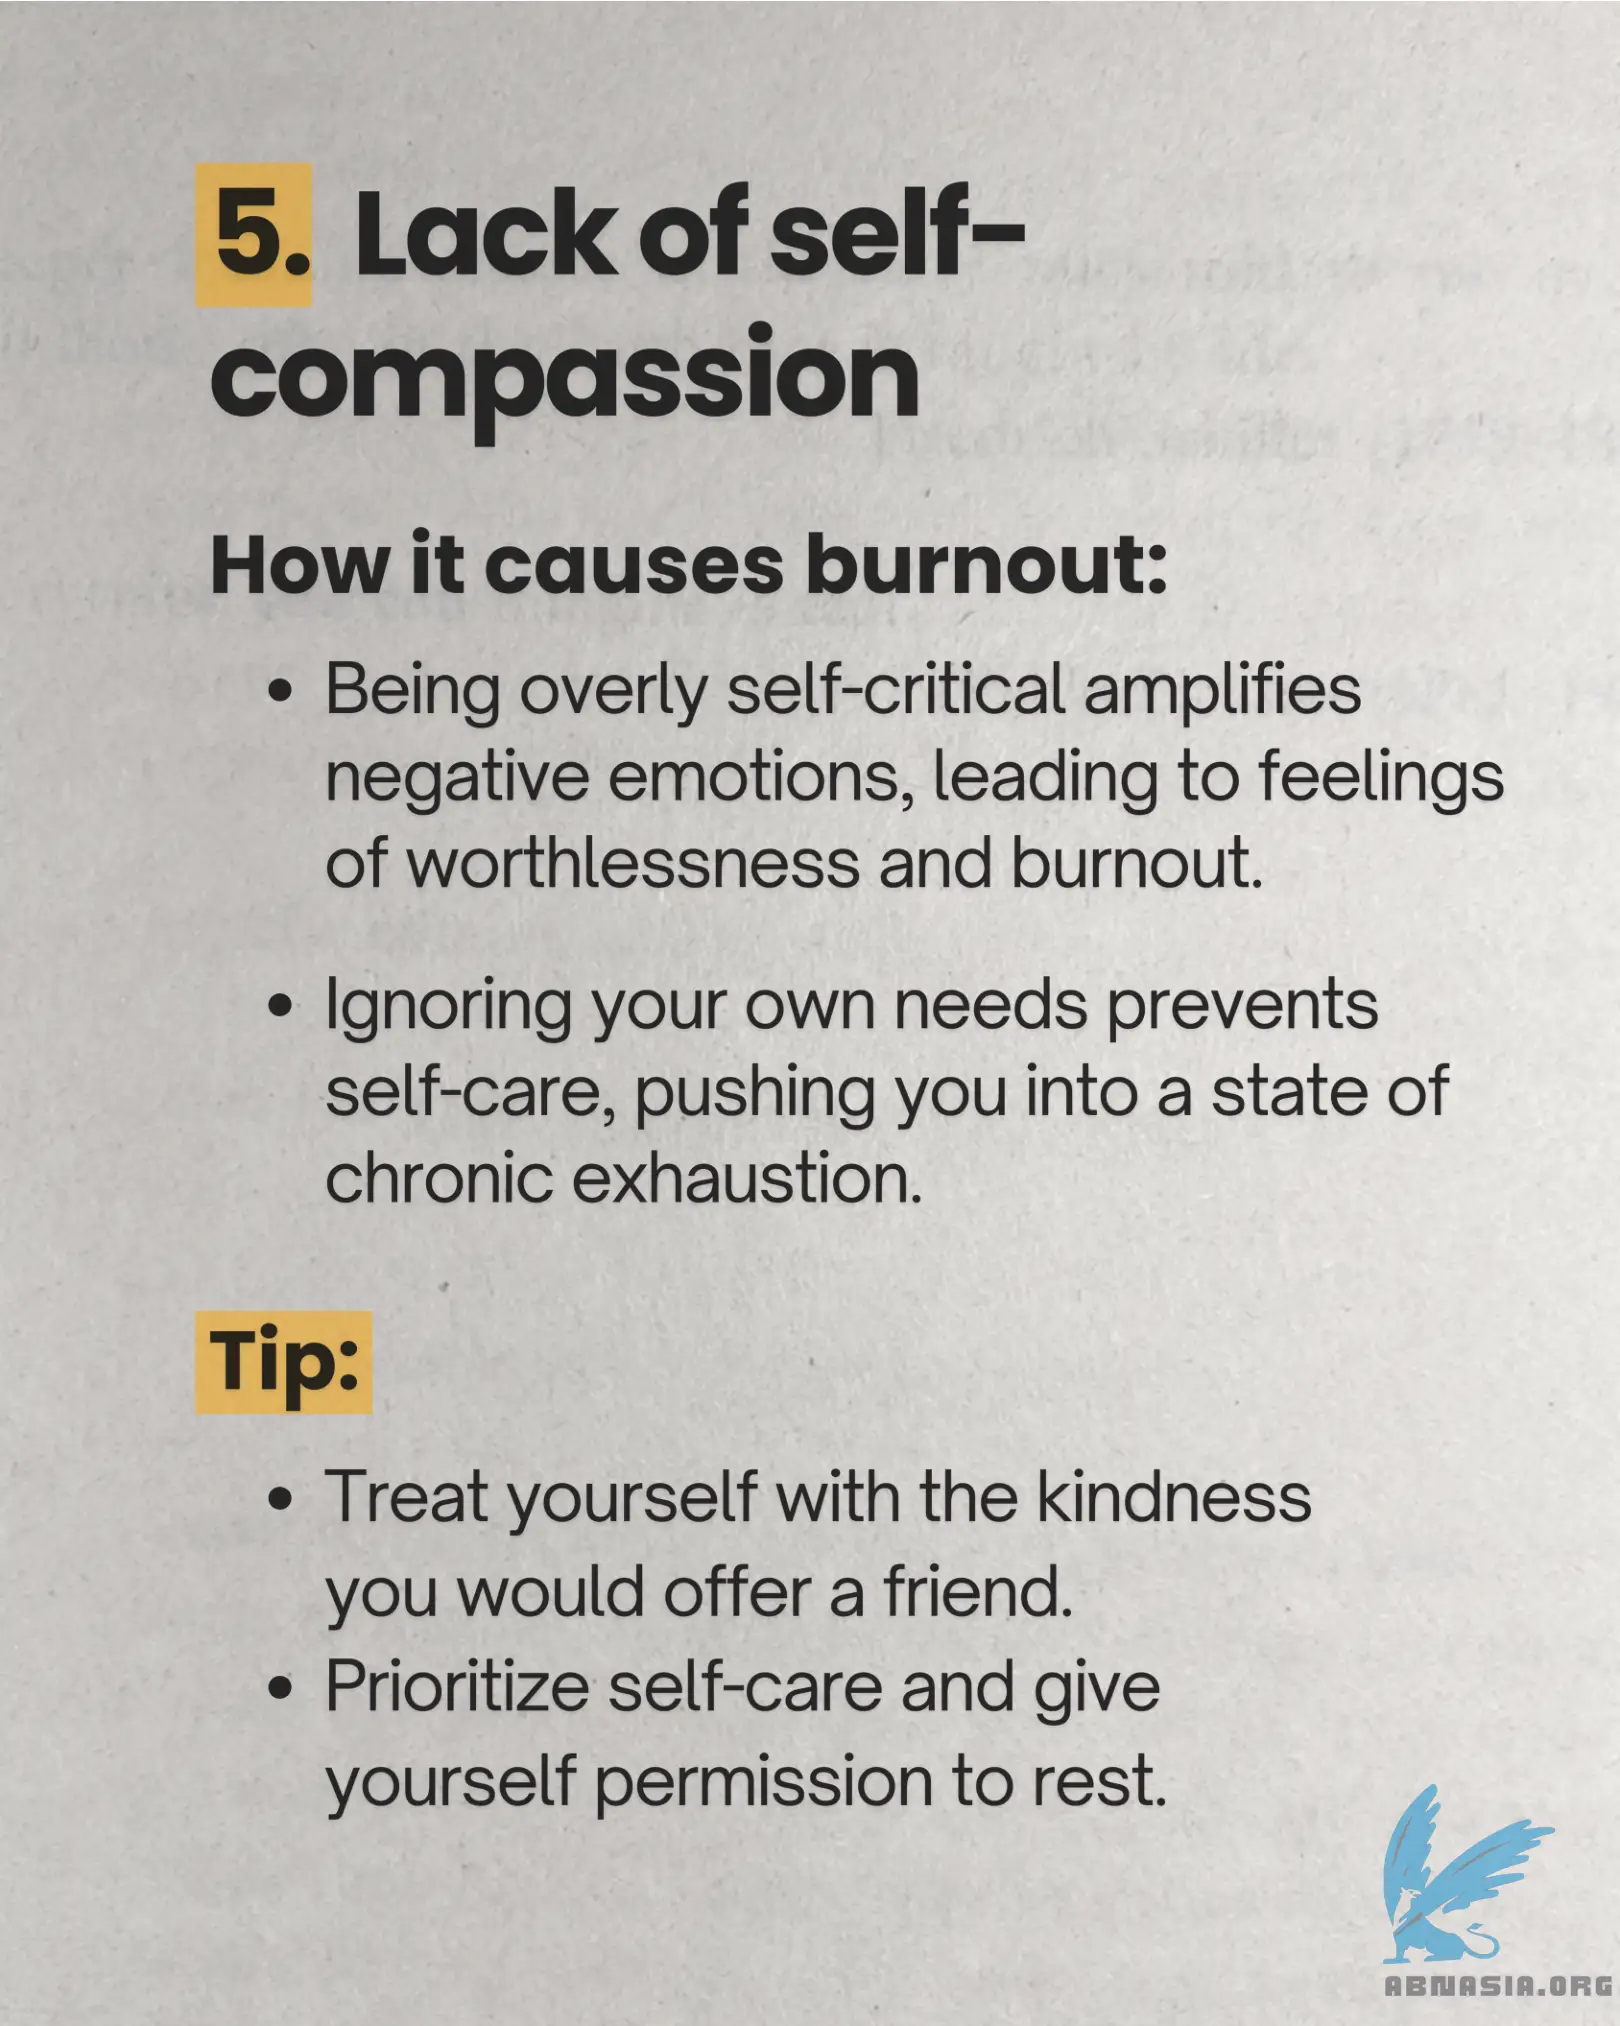 5. Lack of self-
compassion
How it causes burnout:
• Being overly self-critical amplifies
negative emotions, leading to feelings
of worthlessness and burnout.
• Ignoring your own needs prevents
self-care, pushing you into a state of
chronic exhaustion.
Tip:
• Treat yourself with the kindness
you would offer a friend.
• Prioritize self-care and give
yourself permission to rest.
ABNASIA.ORG